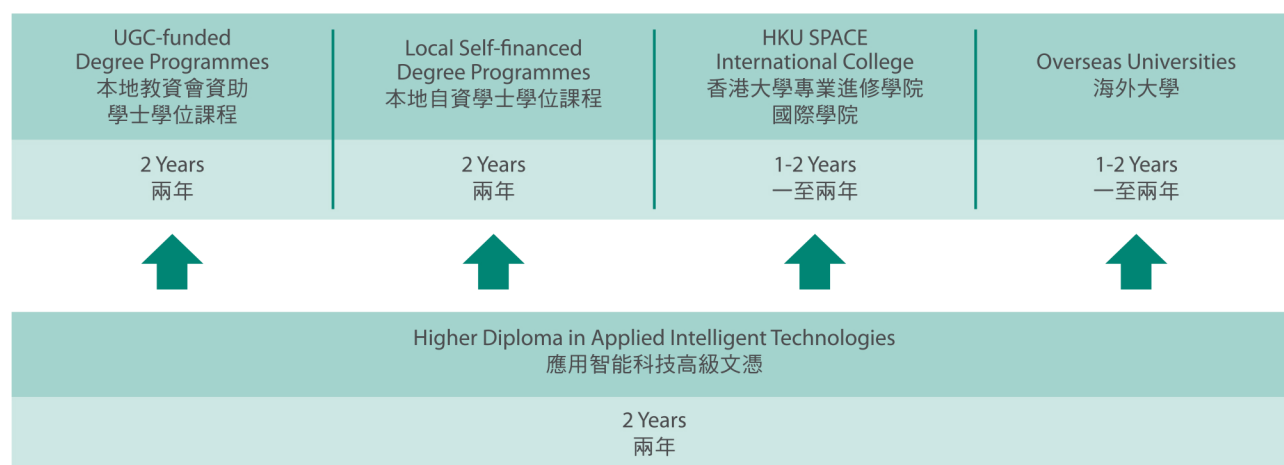 UGC-funded
Degree Programmes
本地教資會資助
學士學位課程
2 Years
兩年
Local Self-financed
Degree Programmes
本地自資學士學位課程
2 Years
兩年
HKU SPACE
International College
香港大學專業進修學院
國際學院
1-2 Years
一至兩年
Overseas Universities
海外大學
1-2 Years
一至兩年
Higher Diploma in Applied Intelligent Technologies
應用智能科技高級文憑
2 Years
兩年